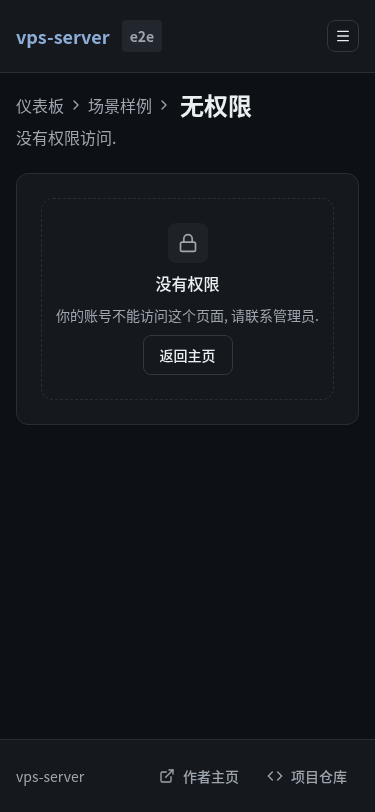 vps-server e2e
仪表板 场景样例 无权限
没有权限访问.
没有权限
你的账号不能访问这个页面, 请联系管理员.
返回主页
vps-server 作者主页 项目仓库